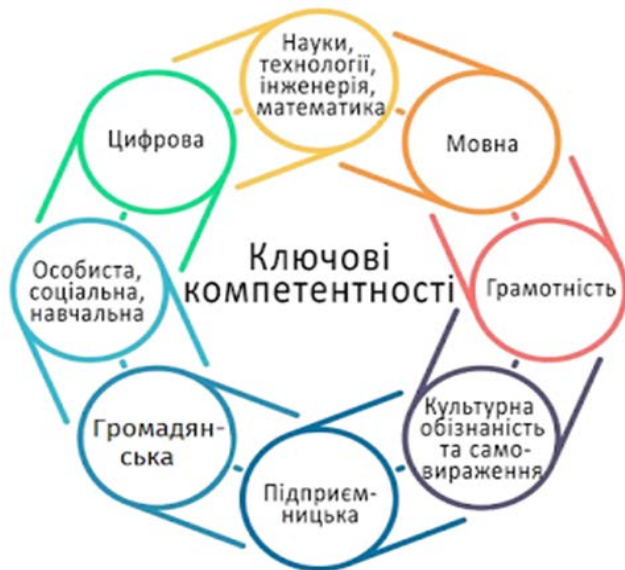 Науки,
технології,
інженерія,
математика
Мовна
Грамотність
Культурна
обізнаність
та само-
вираження
Підприєм-
ницька
Громадян-
ська
Особиста,
соціальна,
навчальна
Цифрова
Ключові
компетентності